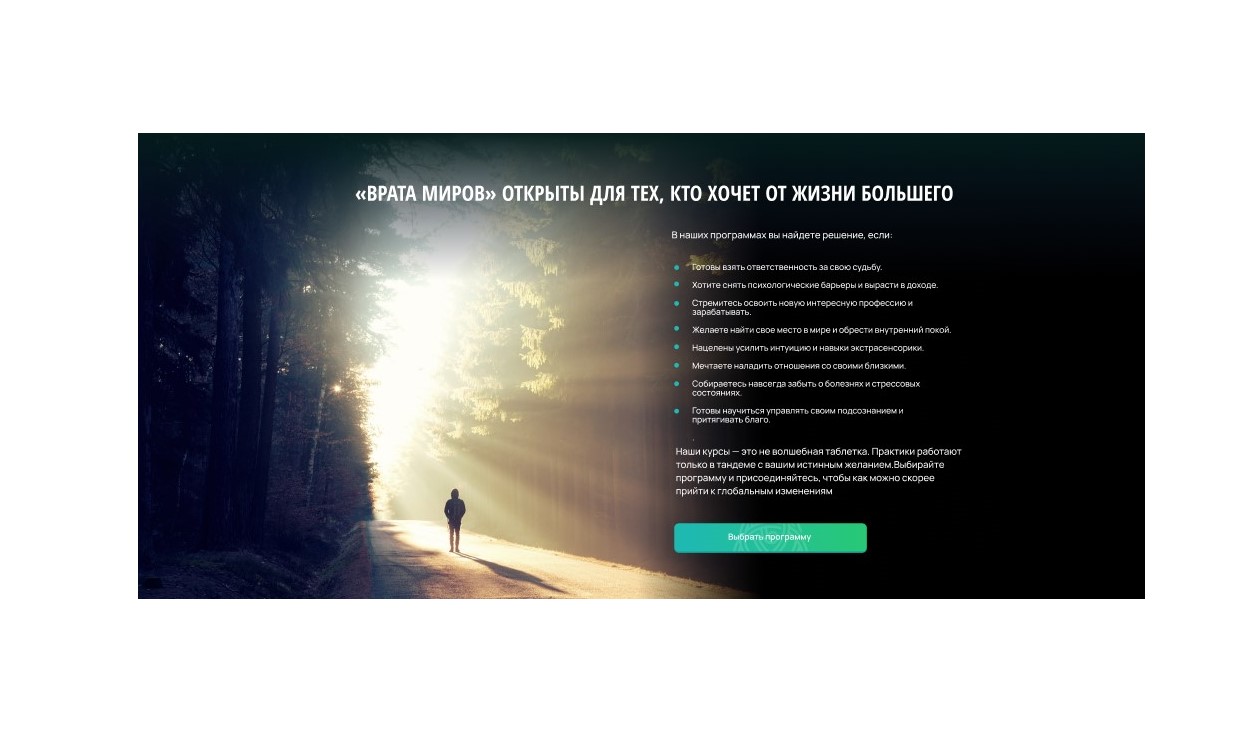 «ВРАТА МИРОВ» ОТКРЫТЫ ДЛЯ ТЕХ, КТО ХОЧЕТ ОТ ЖИЗНИ БОЛЬШЕГО
В наших программах вы найдете решение, если:
Готовы взять ответственность за свою судьбу.
Хотите снять психологические барьеры и вырасти в доходе.
Стремитесь освоить новую интересную профессию и
зарабатывать.
Желаете найти свое место в мире и обрести внутренний покой.
Нацелены усилить интуицию и навыки экстрасенсорики.
Мечтаете наладить отношения со своими близкими.
Собираетесь навсегда забыть о болезнях и стрессовых
состояниях.
Готовы научиться управлять своим подсознанием и
притягивать благо.
.
Наши курсы — это не волшебная таблетка. Практики работают
только в тандеме с вашим истинным желанием.Выбирайте
программу и присоединяйтесь, чтобы как можно скорее
прийти к глобальным изменениям
Выбрать программу